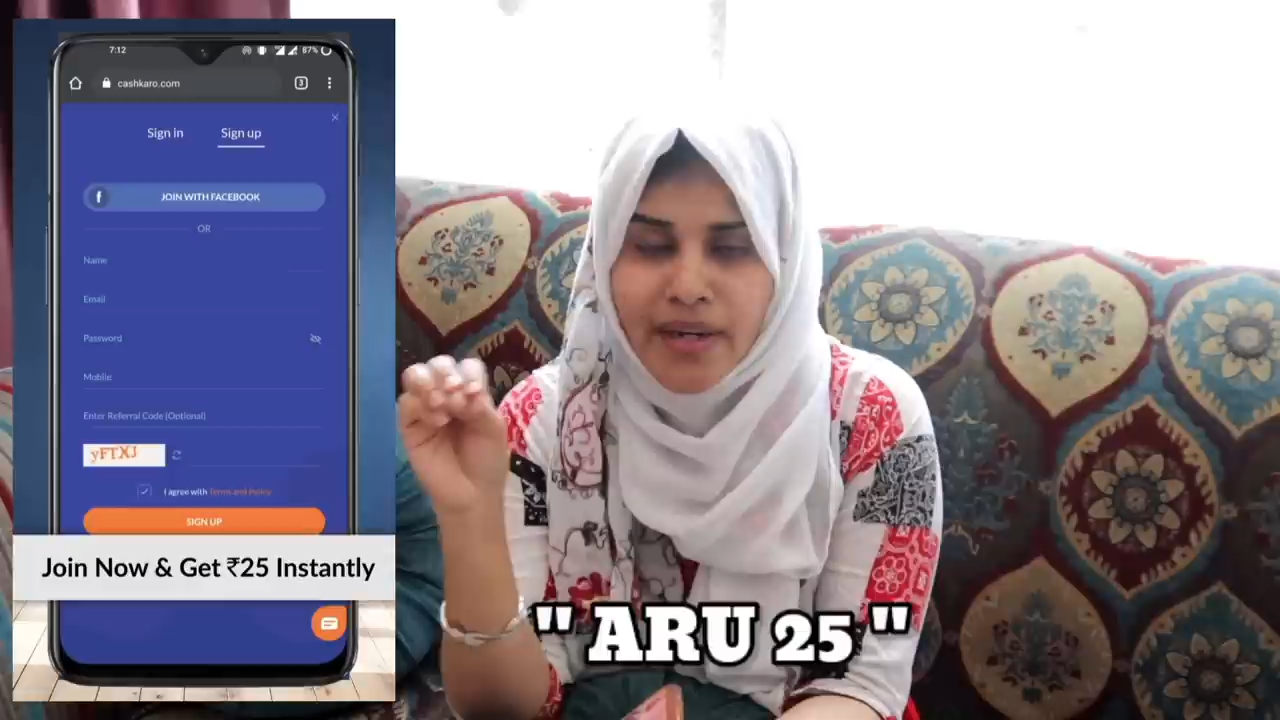 7:12
87%
cashkaro.com
3
Sign in
Sign up
f
JOIN WITH FACEBOOK
OR
Name
Email
Password
Mobile
Enter Referral Code (Optional)
yFTXJ
I agree with Terms and Policy
SIGN UP
Join Now & Get ₹25 Instantly
" ARU 25 "